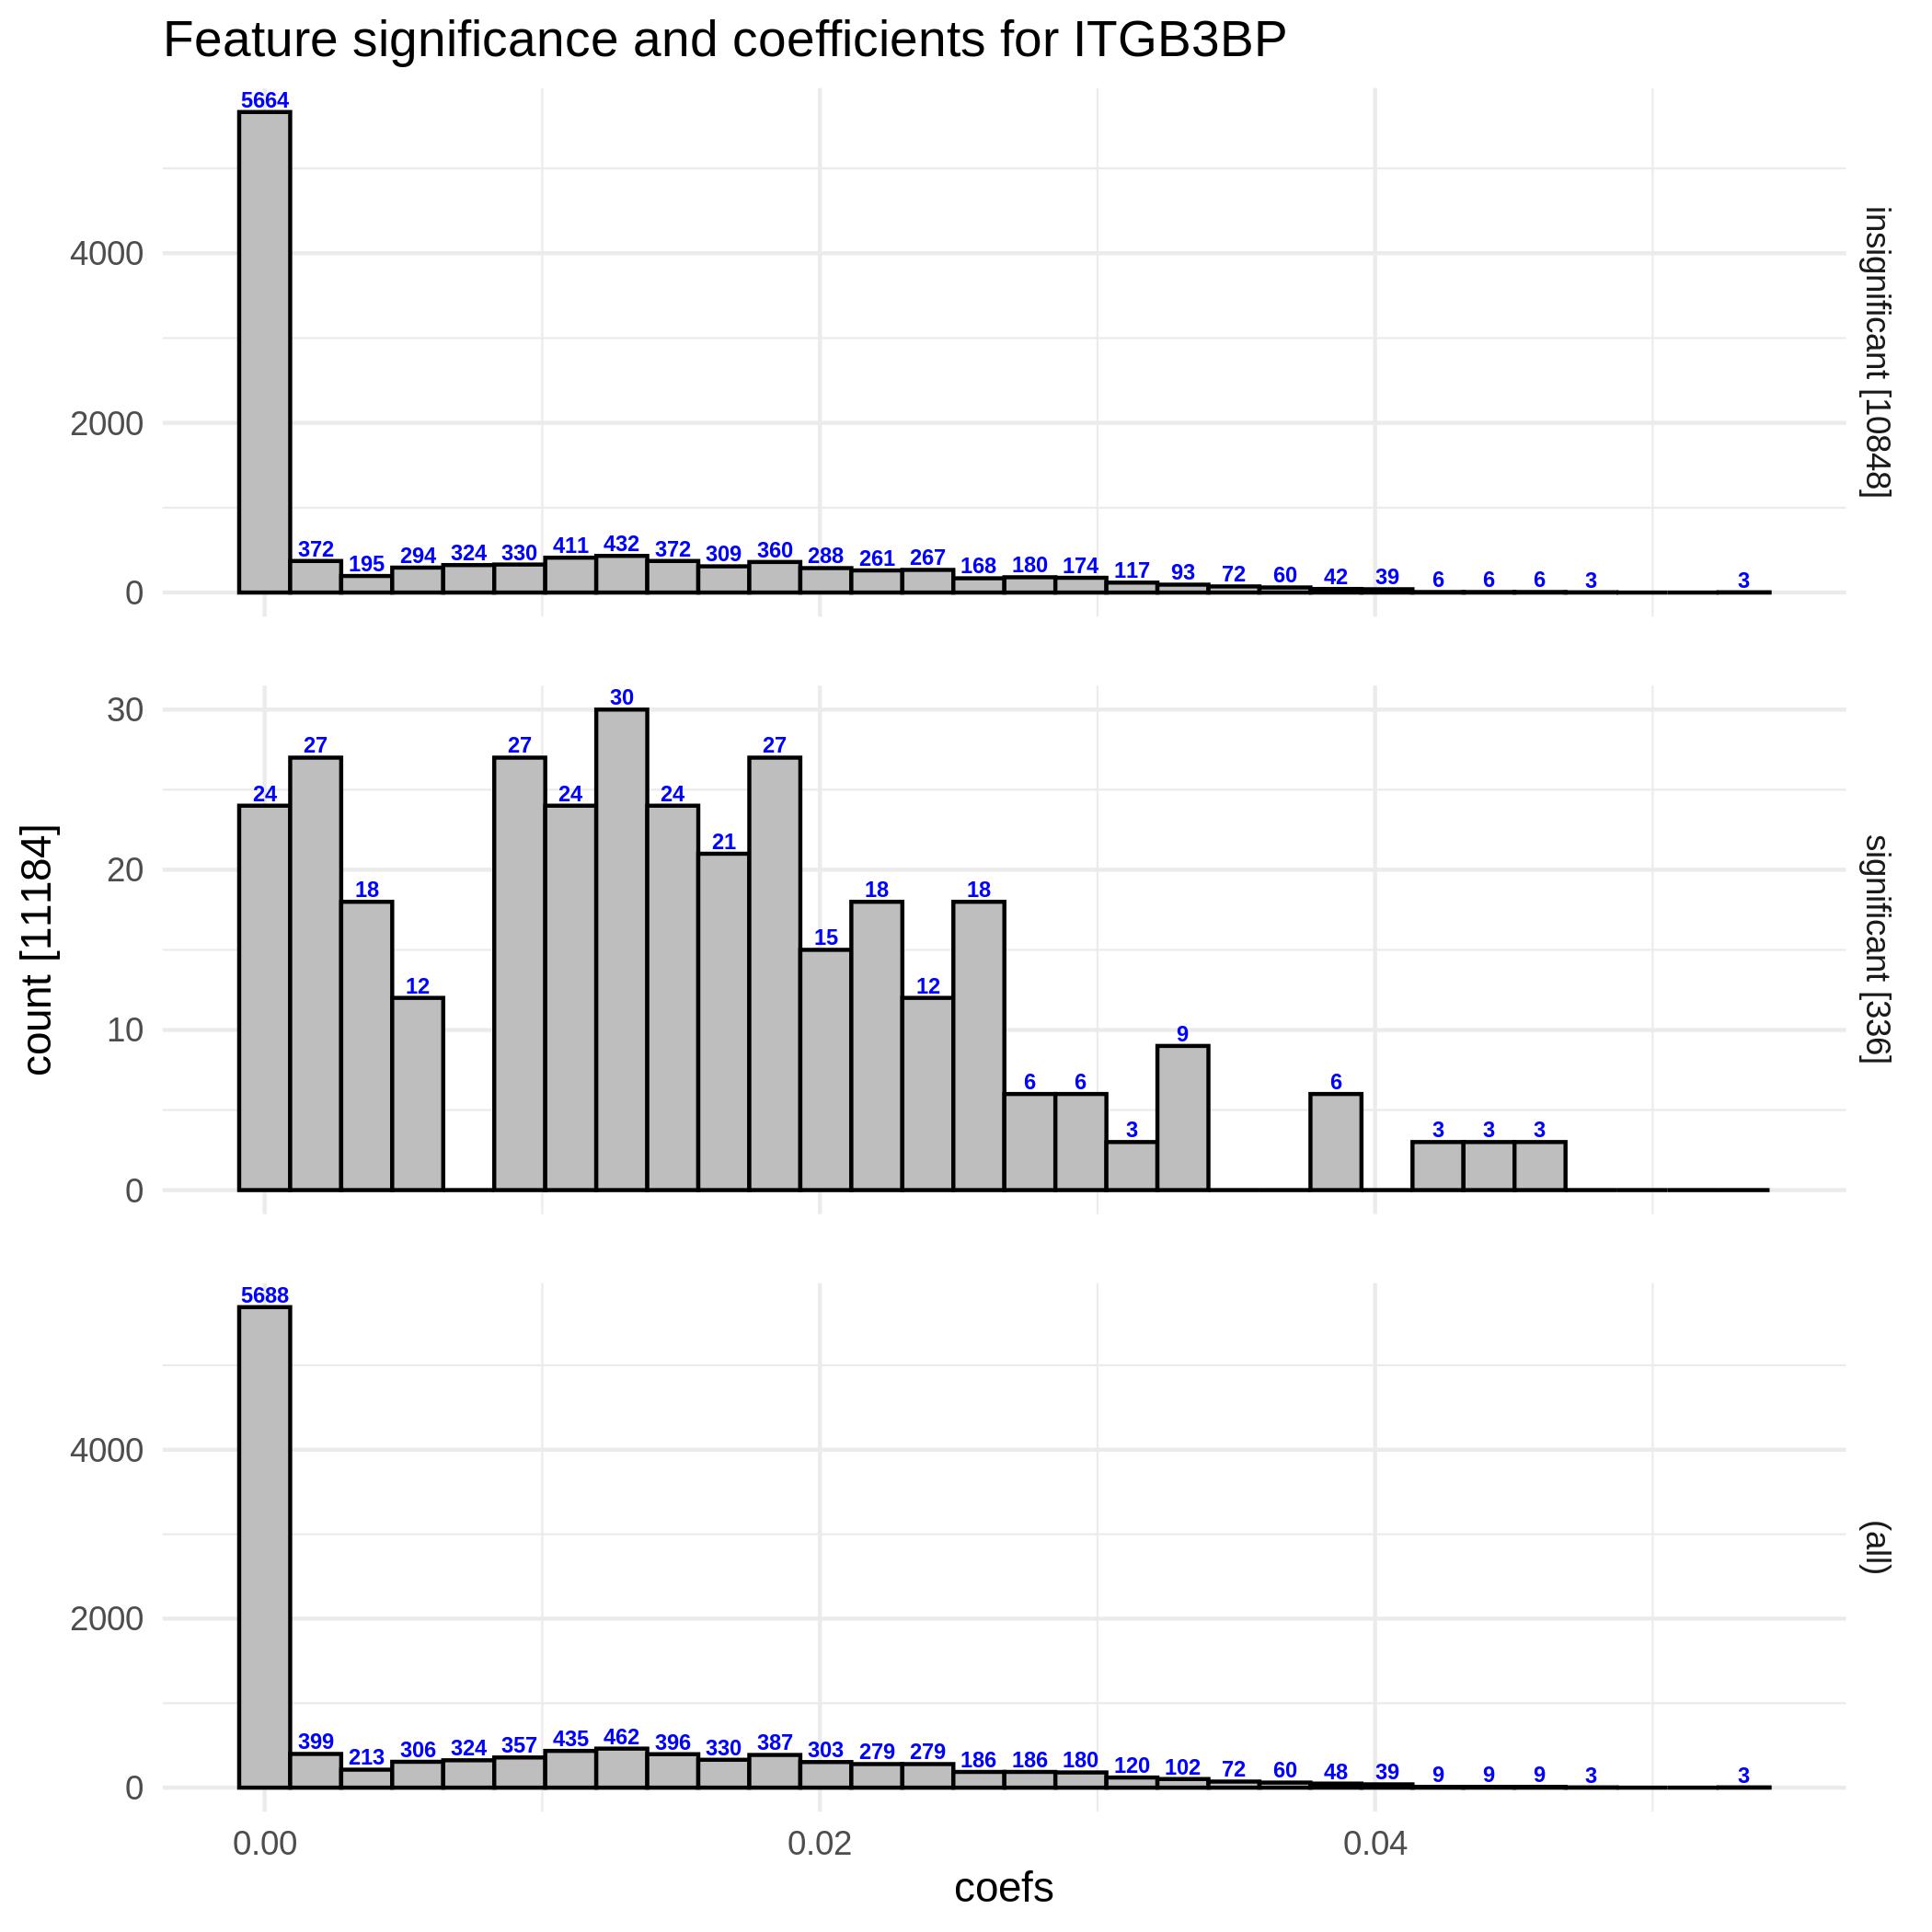 Feature significance and coefficients for ITGB3BP
5664
372 195 294 324 330 411 432 372 309 360 288 261 267 168 180 174 117 93 72 60 42 39 6 6 6 3 3
4000
2000
0
insignificant [10848]
24 27 18 12 27 24 30 24 21 27 15 18 12 18 6 6 3 9 6 3 3 3
30
20
10
0
significant [336]
count [11184]
5688
399 213 306 324 357 435 462 396 330 387 303 279 279 186 186 180 120 102 72 60 48 39 9 9 9 3 3
4000
2000
0
(all)
0.00 0.02 0.04
coefs